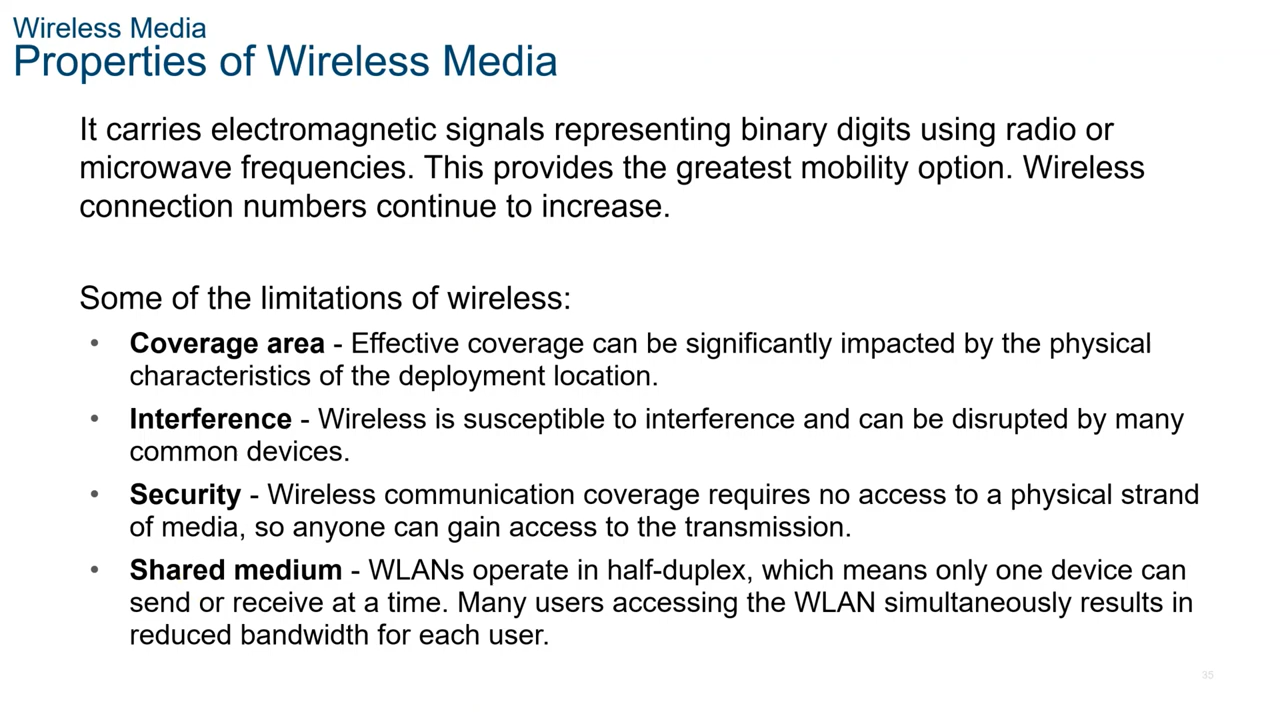 Wireless Media
Properties of Wireless Media
It carries electromagnetic signals representing binary digits using radio or
microwave frequencies. This provides the greatest mobility option. Wireless
connection numbers continue to increase.
Some of the limitations of wireless:
• Coverage area - Effective coverage can be significantly impacted by the physical
characteristics of the deployment location.
• Interference - Wireless is susceptible to interference and can be disrupted by many
common devices.
• Security - Wireless communication coverage requires no access to a physical strand
of media, so anyone can gain access to the transmission.
• Shared medium - WLANs operate in half-duplex, which means only one device can
send or receive at a time. Many users accessing the WLAN simultaneously results in
reduced bandwidth for each user.
35